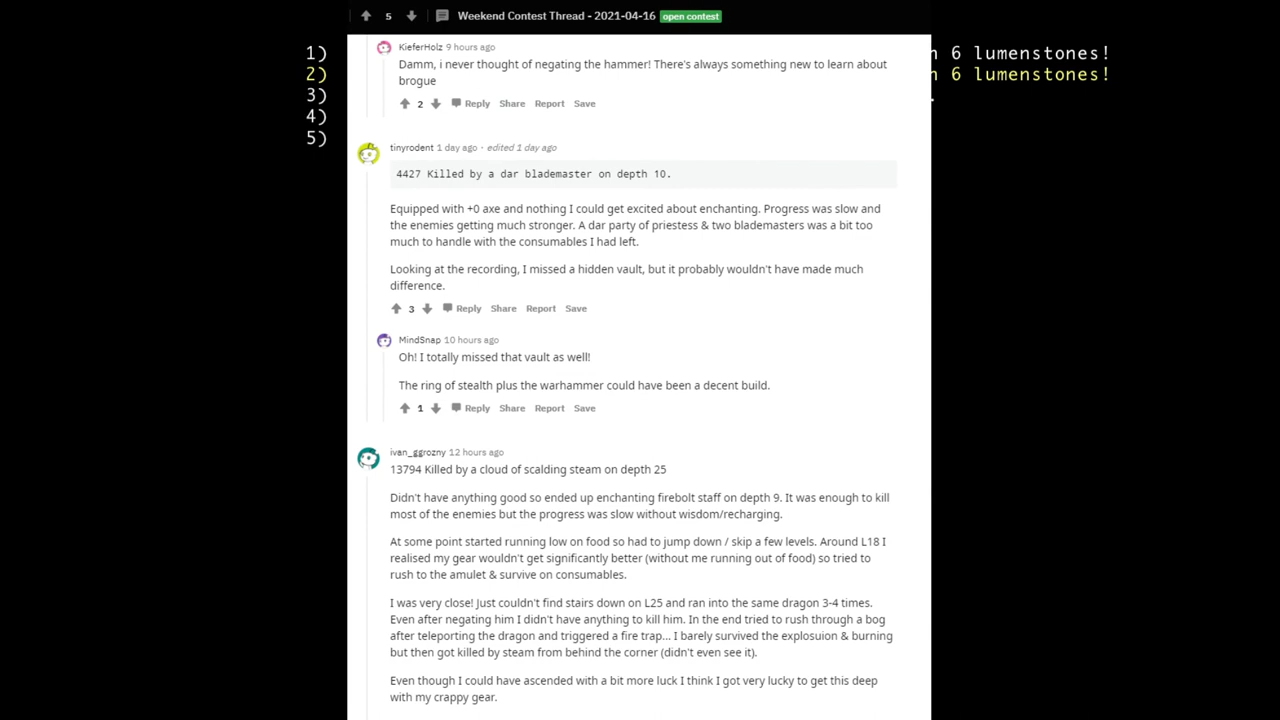 5 Weekend Contest Thread - 2021-04-16 open contest
1)
2)
3)
4)
5)
6 lumenstones!
6 lumenstones!
.
KieferHolz 9 hours ago
Damm, i never thought of negating the hammer! There's always something new to learn about
brogue
2 Reply Share Report Save
tinyrodent 1 day ago · edited 1 day ago
4427 Killed by a dar blademaster on depth 10.
Equipped with +0 axe and nothing I could get excited about enchanting. Progress was slow and
the enemies getting much stronger. A dar party of priestess & two blademasters was a bit too
much to handle with the consumables I had left.
Looking at the recording, I missed a hidden vault, but it probably wouldn't have made much
difference.
3 Reply Share Report Save
MindSnap 10 hours ago
Oh! I totally missed that vault as well!
The ring of stealth plus the warhammer could have been a decent build.
1 Reply Share Report Save
ivan_ggrozny 12 hours ago
13794 Killed by a cloud of scalding steam on depth 25
Didn't have anything good so ended up enchanting firebolt staff on depth 9. It was enough to kill
most of the enemies but the progress was slow without wisdom/recharging.
At some point started running low on food so had to jump down / skip a few levels. Around L18 I
realised my gear wouldn't get significantly better (without me running out of food) so tried to
rush to the amulet & survive on consumables.
I was very close! Just couldn't find stairs down on L25 and ran into the same dragon 3-4 times.
Even after negating him I didn't have anything to kill him. In the end tried to rush through a bog
after teleporting the dragon and triggered a fire trap... I barely survived the explosuion & burning
but then got killed by steam from behind the corner (didn't even see it).
Even though I could have ascended with a bit more luck I think I got very lucky to get this deep
with my crappy gear.